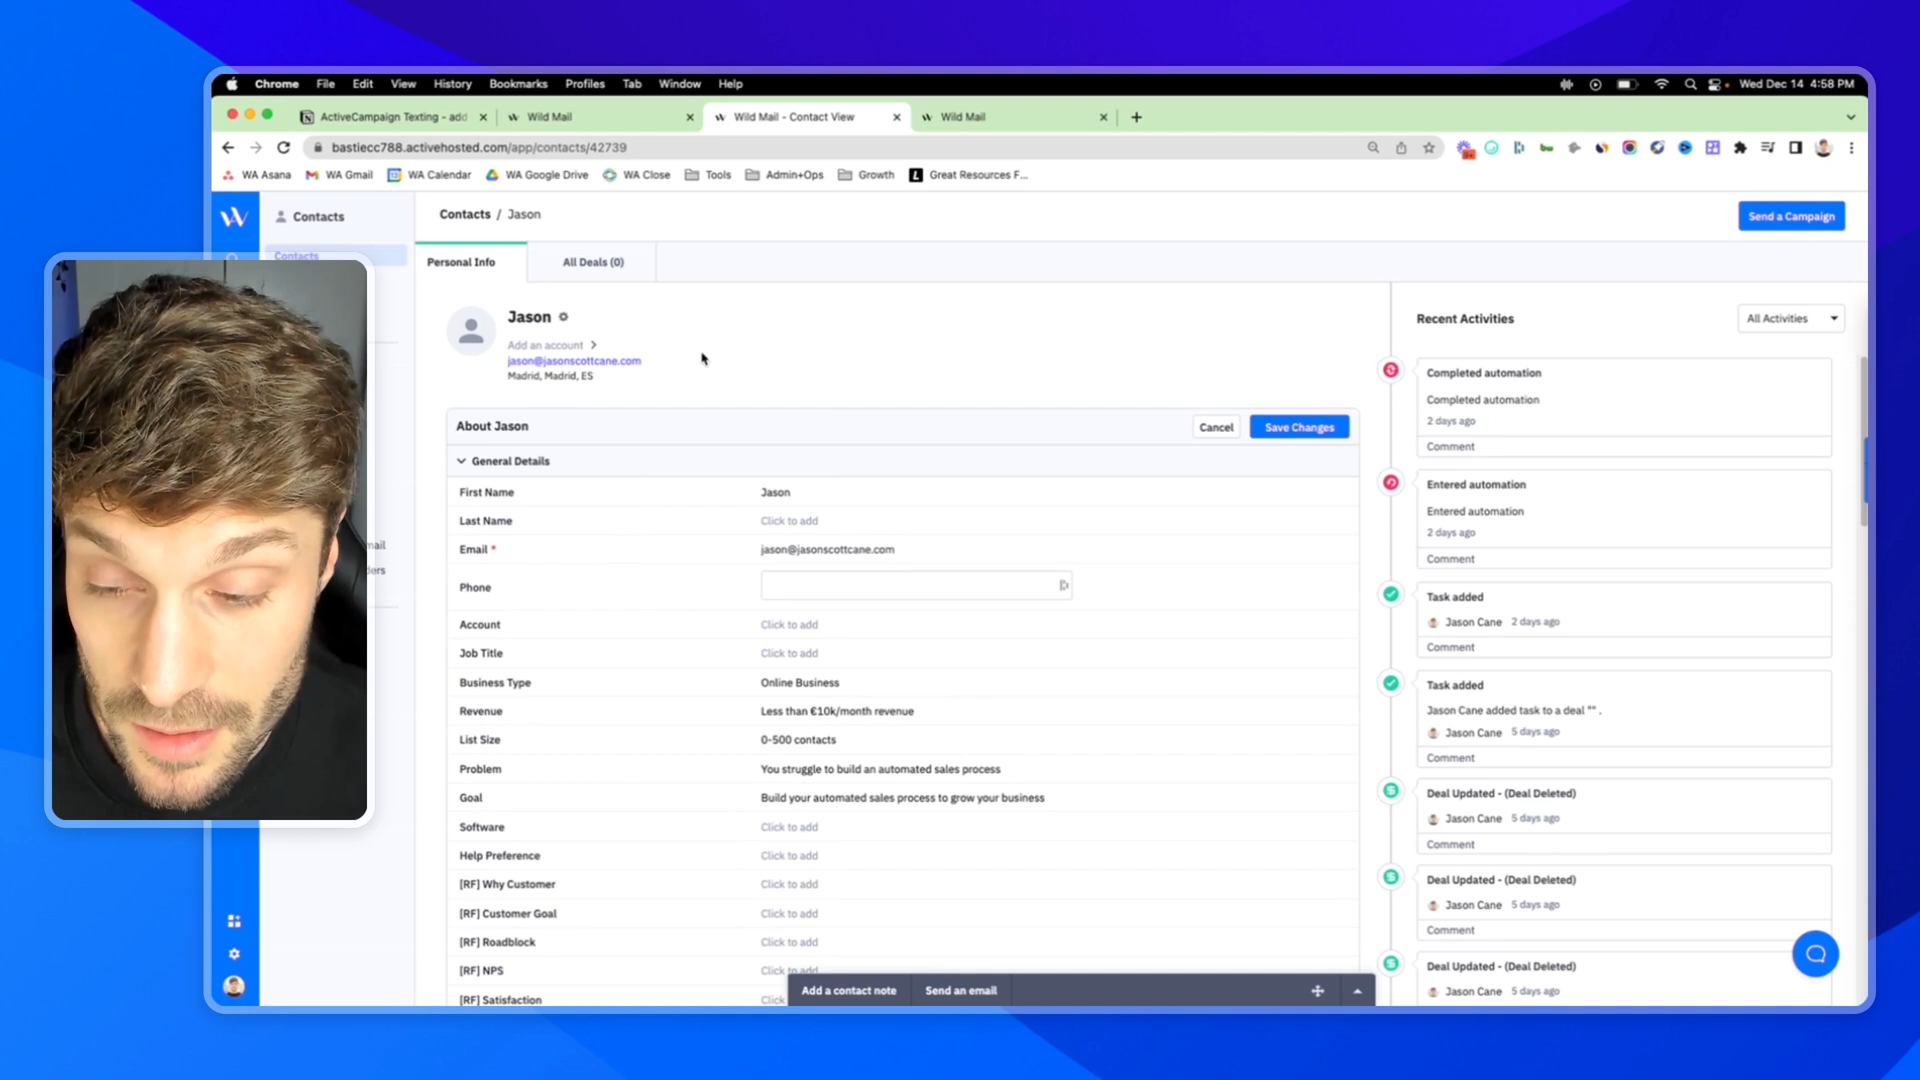 Chrome File Edit View History Bookmarks Profiles Tab Window Help Wed Dec 14 4:58 PM
ActiveCampaign Texting - add Wild Mail Wild Mail - Contact View Wild Mail
bastiecc788.activehosted.com/app/contacts/42739
WA Asana WA Gmail WA Calendar WA Google Drive WA Close Tools Admin+Ops Growth Great Resources F...
Contacts
Contacts / Jason
Send a Campaign
Contacts
Personal Info
All Deals (0)
Jason
Add an account
jason@jasonscottcane.com
Madrid, Madrid, ES
About Jason
Cancel
Save Changes
General Details
First Name Jason
Last Name Click to add
Email * jason@jasonscottcane.com
Phone
Account Click to add
Job Title Click to add
Business Type Online Business
Revenue Less than €10k/month revenue
List Size 0-500 contacts
Problem You struggle to build an automated sales process
Goal Build your automated sales process to grow your business
Software Click to add
Help Preference Click to add
[RF] Why Customer Click to add
[RF] Customer Goal Click to add
[RF] Roadblock Click to add
[RF] NPS Click to add
[RF] Satisfaction Click
Add a contact note
Send an email
Recent Activities
All Activities
Completed automation
Completed automation
2 days ago
Comment
Entered automation
Entered automation
2 days ago
Comment
Task added
Jason Cane 2 days ago
Comment
Task added
Jason Cane added task to a deal "" .
Jason Cane 5 days ago
Comment
Deal Updated - (Deal Deleted)
Jason Cane 5 days ago
Comment
Deal Updated - (Deal Deleted)
Jason Cane 5 days ago
Comment
Deal Updated - (Deal Deleted)
Jason Cane 5 days ago